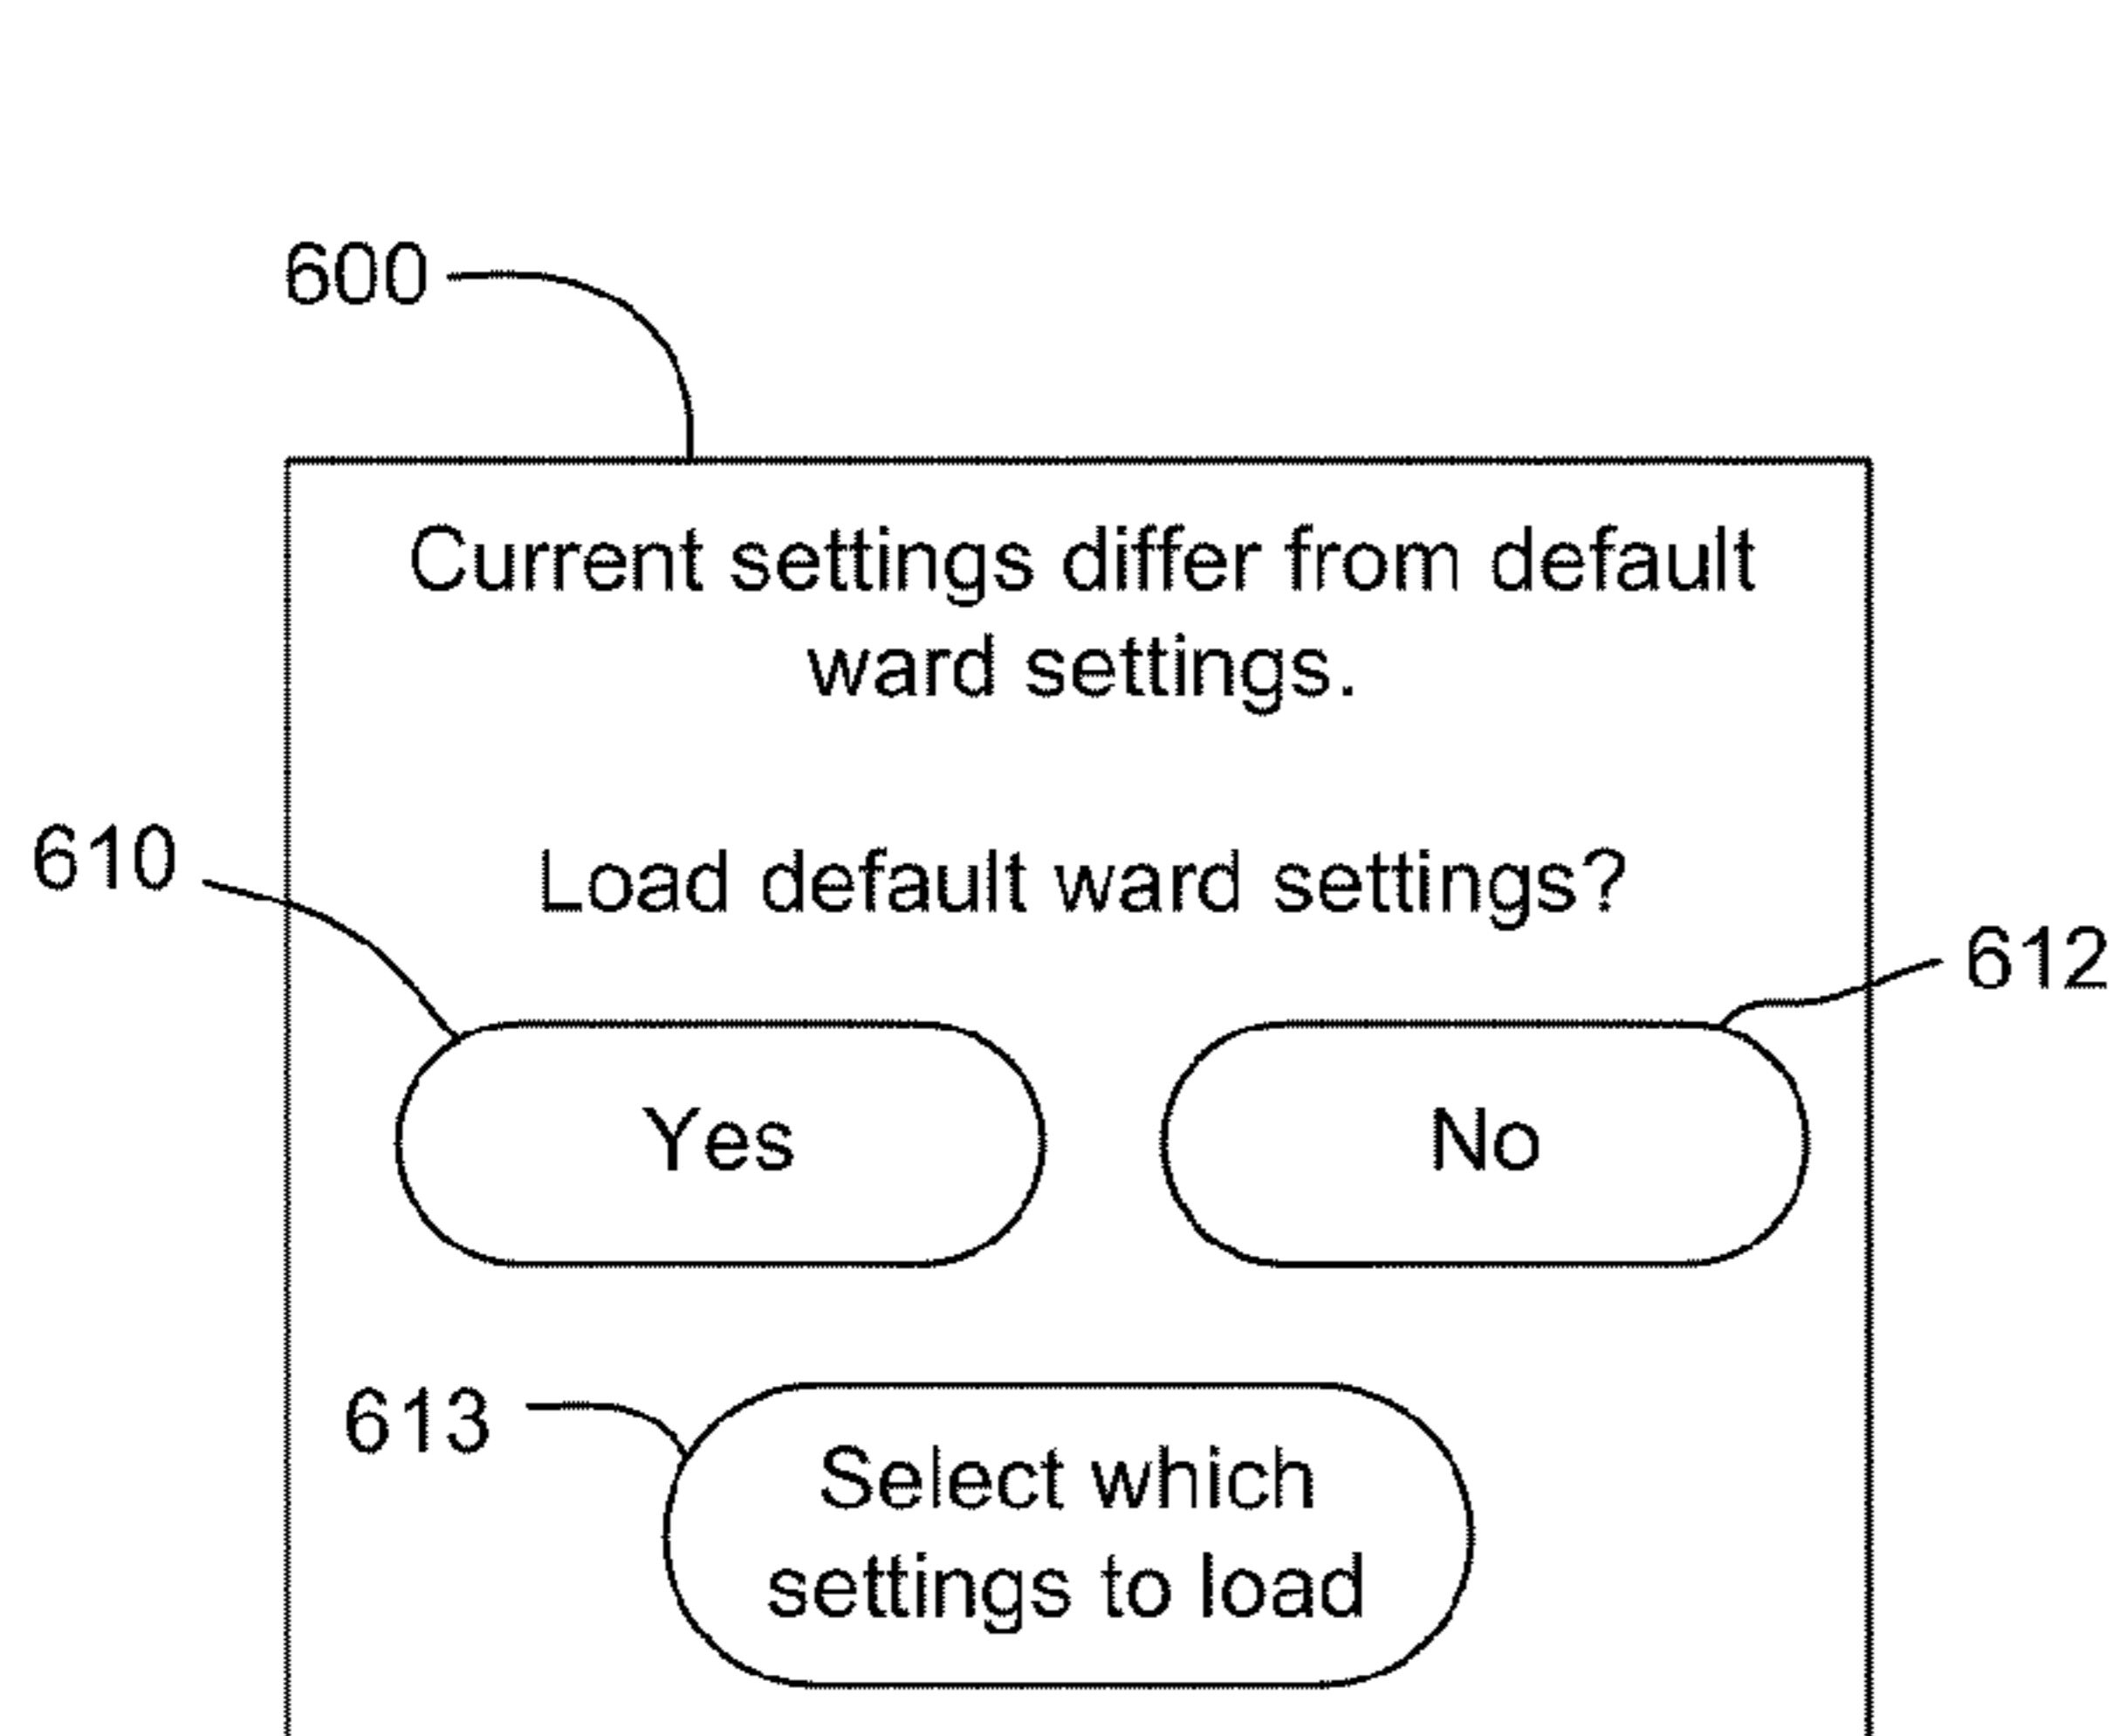 600
Current settings differ from default
ward settings.
610
Load default ward settings?
612
Yes
No
613
Select which
settings to load